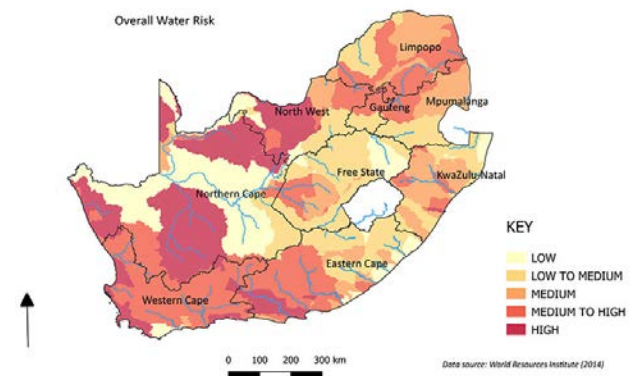 Overall Water Risk
Limpopo
North West
Gauteng
Mpumalanga
Free State
KwaZulu-Natal
Northern Cape
Eastern Cape
Western Cape
KEY
LOW
LOW TO MEDIUM
MEDIUM
MEDIUM TO HIGH
HIGH
0 100 200 300 km
Data source: World Resources Institute (2014)